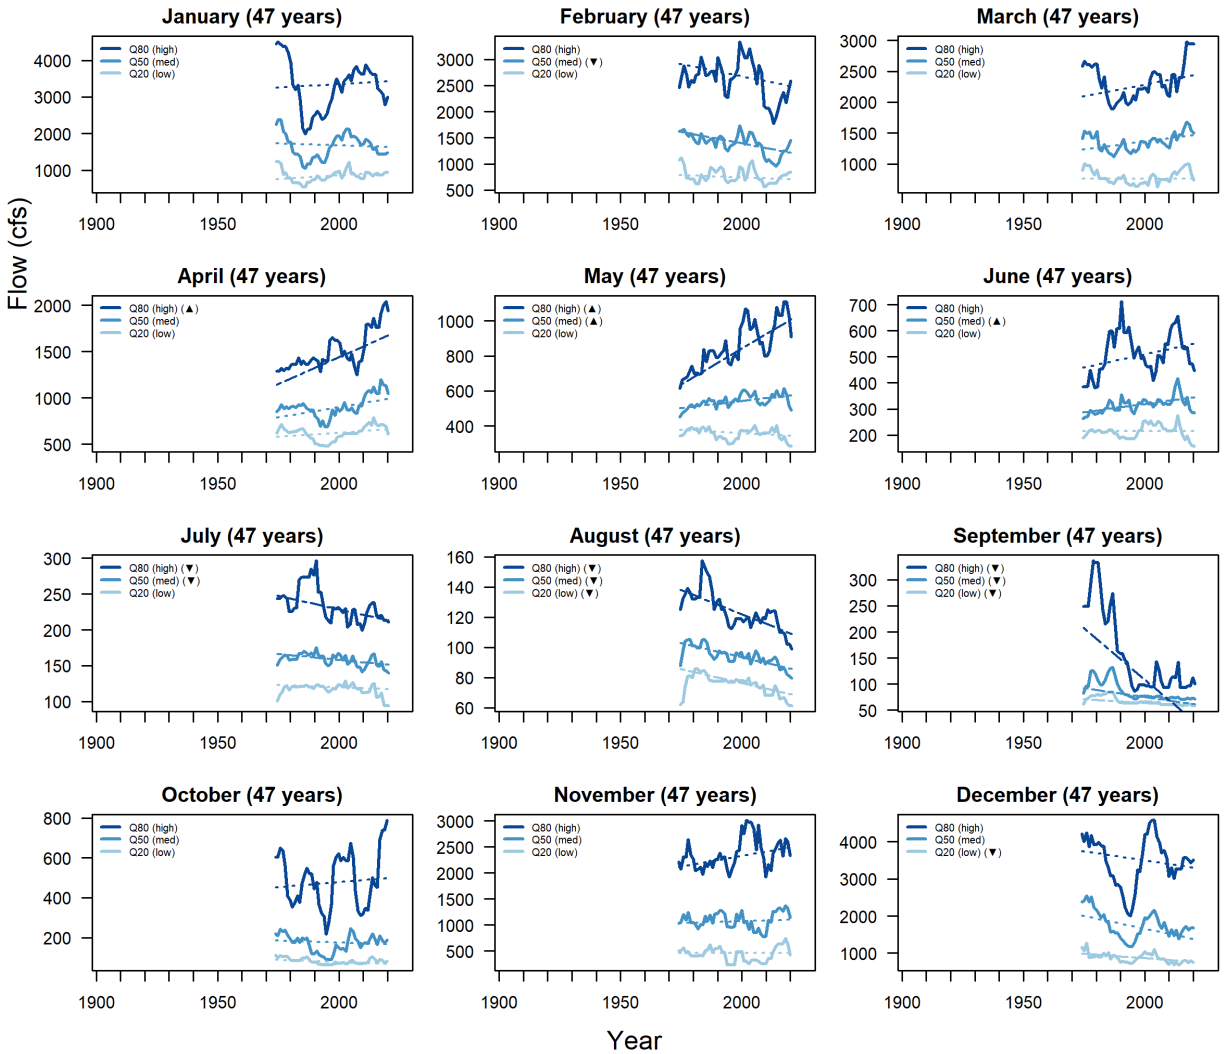 January (47 years)
Q80 (high)
Q50 (med)
Q20 (low)
4000
3000
2000
1000
1900
1950
2000
February (47 years)
Q80 (high)
Q50 (med) (▼)
Q20 (low)
3000
2500
2000
1500
1000
500
1900
1950
2000
March (47 years)
Q80 (high)
Q50 (med)
Q20 (low)
3000
2500
2000
1500
1000
1900
1950
2000
Flow (cfs)
April (47 years)
Q80 (high) (▲)
Q50 (med)
Q20 (low)
2000
1500
1000
500
1900
1950
2000
May (47 years)
Q80 (high) (▲)
Q50 (med) (▲)
Q20 (low)
1000
800
600
400
1900
1950
2000
June (47 years)
Q80 (high)
Q50 (med) (▲)
Q20 (low)
700
600
500
400
300
200
1900
1950
2000
July (47 years)
Q80 (high) (▼)
Q50 (med) (▼)
Q20 (low)
300
250
200
150
100
1900
1950
2000
August (47 years)
Q80 (high) (▼)
Q50 (med) (▼)
Q20 (low) (▼)
160
140
120
100
80
60
1900
1950
2000
September (47 years)
Q80 (high) (▼)
Q50 (med) (▼)
Q20 (low) (▼)
300
250
200
150
100
50
1900
1950
2000
October (47 years)
Q80 (high)
Q50 (med)
Q20 (low)
800
600
400
200
1900
1950
2000
November (47 years)
Q80 (high)
Q50 (med)
Q20 (low)
3000
2500
2000
1500
1000
500
1900
1950
2000
December (47 years)
Q80 (high)
Q50 (med)
Q20 (low) (▼)
4000
3000
2000
1000
1900
1950
2000
Year